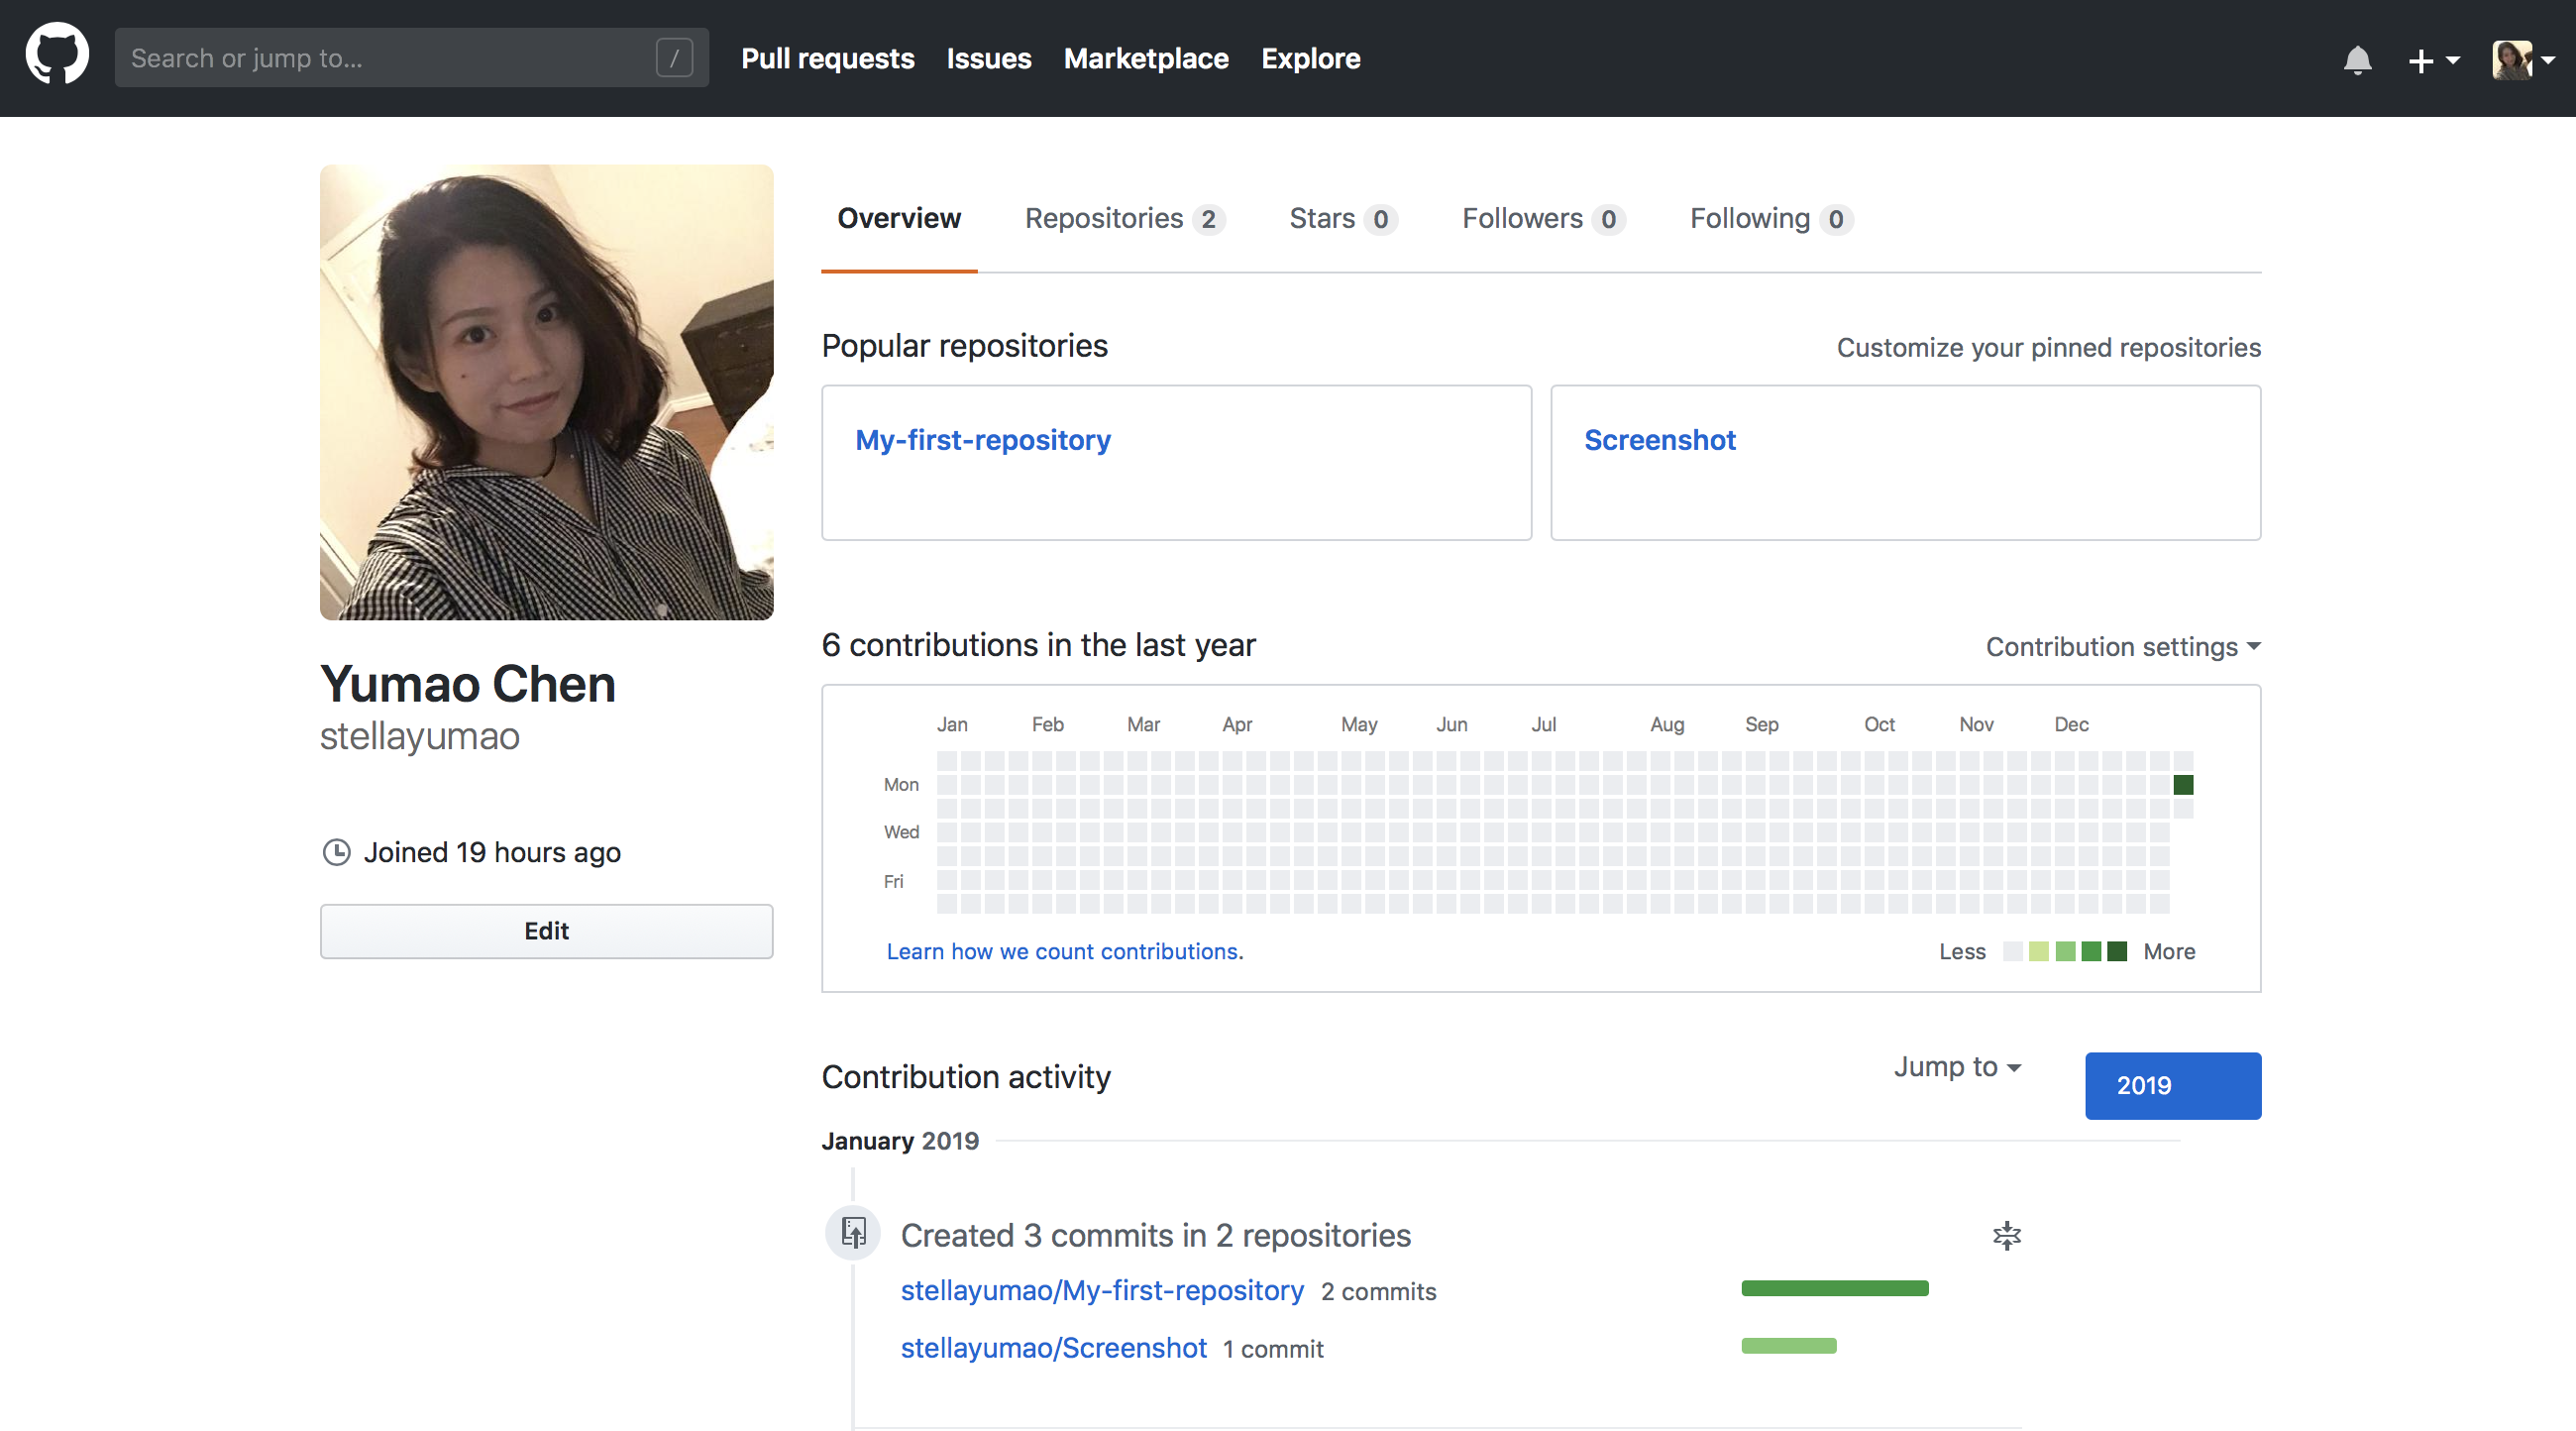 Search or jump to...
/
Pull requests Issues Marketplace Explore
Overview Repositories 2 Stars 0 Followers 0 Following 0
Popular repositories
Customize your pinned repositories
My-first-repository
Screenshot
Yumao Chen
stellayumao
Joined 19 hours ago
Edit
6 contributions in the last year
Contribution settings
Jan Feb Mar Apr May Jun Jul Aug Sep Oct Nov Dec
Mon
Wed
Fri
Learn how we count contributions.
Less More
Contribution activity
Jump to
2019
January 2019
Created 3 commits in 2 repositories
stellayumao/My-first-repository 2 commits
stellayumao/Screenshot 1 commit